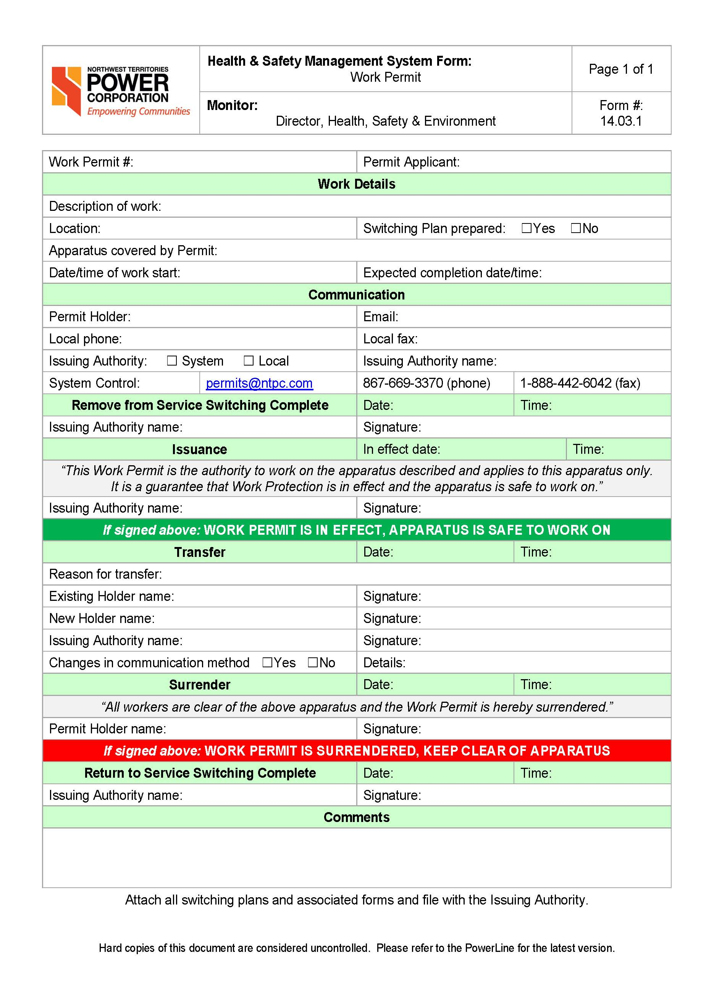 NORTHWEST TERRITORIES
POWER
CORPORATION
Empowering Communities
Health & Safety Management System Form:
Work Permit
Page 1 of 1
Monitor:
Director, Health, Safety & Environment
Form #:
14.03.1
Work Permit #: Permit Applicant:
Work Details
Description of work:
Location: Switching Plan prepared: ☐Yes ☐No
Apparatus covered by Permit:
Date/time of work start: Expected completion date/time:
Communication
Permit Holder: Email:
Local phone: Local fax:
Issuing Authority: ☐ System ☐ Local Issuing Authority name:
System Control: permits@ntpc.com 867-669-3370 (phone) 1-888-442-6042 (fax)
Remove from Service Switching Complete Date: Time:
Issuing Authority name: Signature:
Issuance In effect date: Time:
“This Work Permit is the authority to work on the apparatus described and applies to this apparatus only.
It is a guarantee that Work Protection is in effect and the apparatus is safe to work on.”
Issuing Authority name: Signature:
If signed above: WORK PERMIT IS IN EFFECT, APPARATUS IS SAFE TO WORK ON
Transfer Date: Time:
Reason for transfer:
Existing Holder name: Signature:
New Holder name: Signature:
Issuing Authority name: Signature:
Changes in communication method ☐Yes ☐No Details:
Surrender Date: Time:
“All workers are clear of the above apparatus and the Work Permit is hereby surrendered.”
Permit Holder name: Signature:
If signed above: WORK PERMIT IS SURRENDERED, KEEP CLEAR OF APPARATUS
Return to Service Switching Complete Date: Time:
Issuing Authority name: Signature:
Comments
Attach all switching plans and associated forms and file with the Issuing Authority.
Hard copies of this document are considered uncontrolled. Please refer to the PowerLine for the latest version.